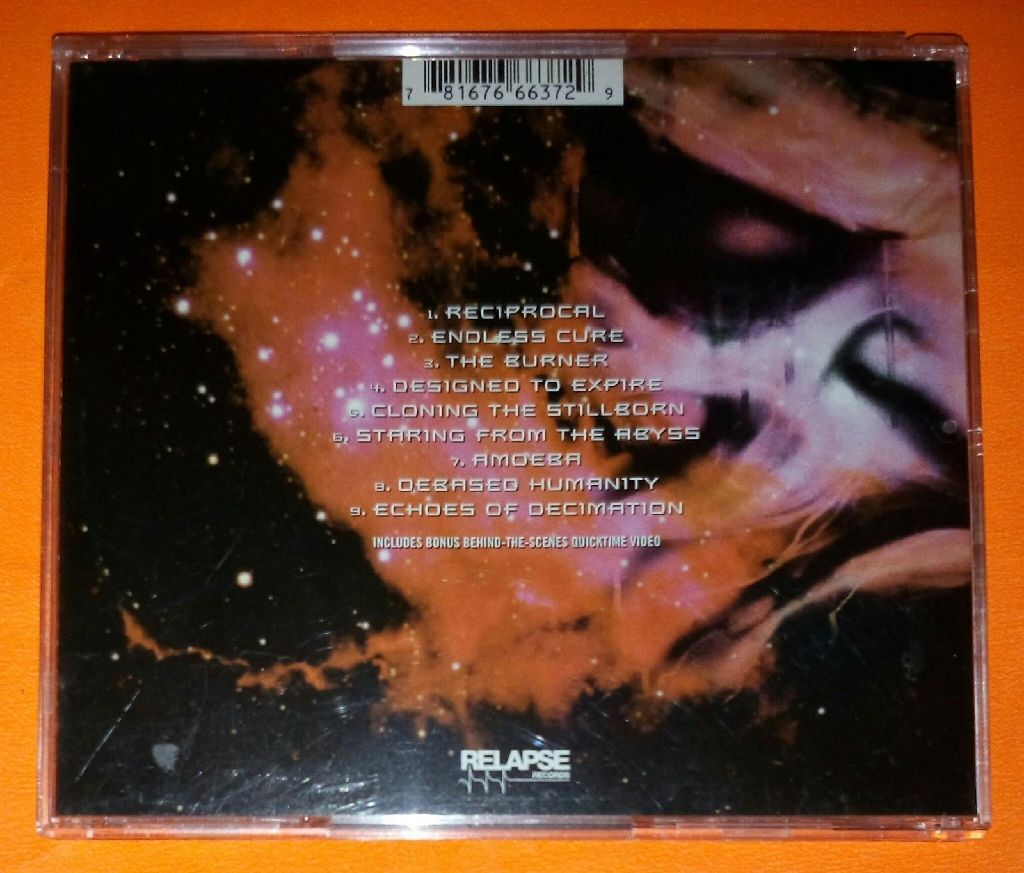 7 81676 66372 9
1. RECIPROCAL
2. ENDLESS CURE
3. THE BURNER
4. DESIGNED TO EXPIRE
5. CLONING THE STILLBORN
6. STARING FROM THE ABYSS
7. AMOEBA
8. DEBASED HUMANITY
9. ECHOES OF DECIMATION
INCLUDES BONUS BEHIND-THE-SCENES QUICKTIME VIDEO
RELAPSE
RECORDS